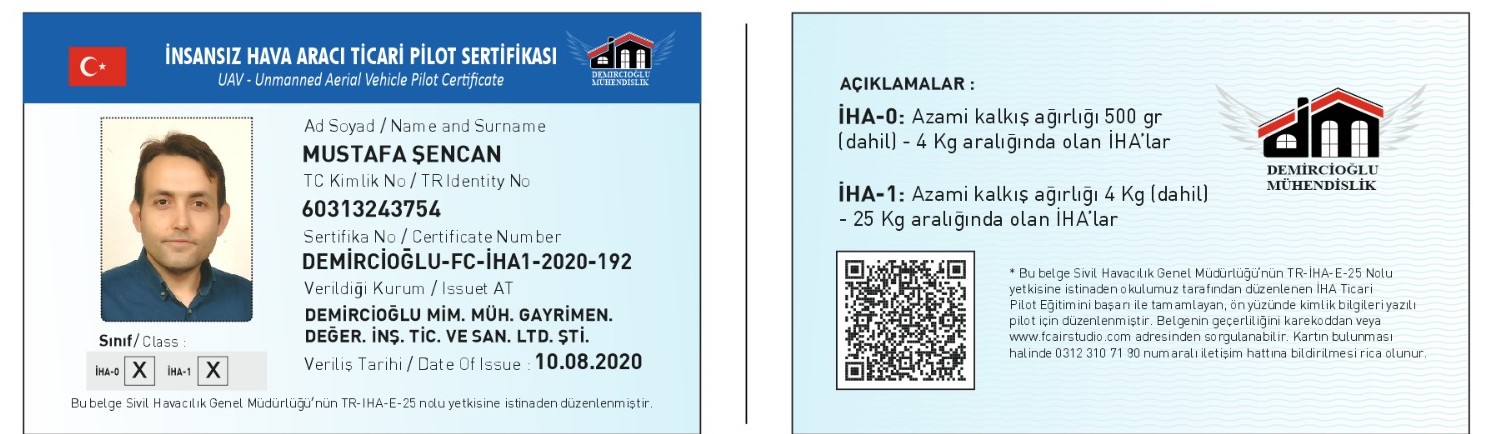 İNSANSIZ HAVA ARACI TİCARİ PİLOT SERTİFİKASI
UAV - Unmanned Aerial Vehicle Pilot Certificate
DEMİRCİOĞLU
MÜHENDİSLİK
Ad Soyad / Name and Surname
MUSTAFA ŞENCAN
TC Kimlik No / TR Identity No
60313243754
Sertifika No / Certificate Number
DEMİRCİOĞLU-FC-İHA1-2020-192
Verildiği Kurum / Issuet AT
DEMİRCİOĞLU MİM. MÜH. GAYRİMEN.
DEĞER. İNŞ. TİC. VE SAN. LTD. ŞTİ.
Veriliş Tarihi / Date Of Issue : 10.08.2020
Sınıf/ Class :
İHA-0 X İHA-1 X
Bu belge Sivil Havacılık Genel Müdürlüğü'nün TR-IHA-E-25 nolu yetkisine istinaden düzenlenmiştir.
AÇIKLAMALAR :
İHA-0: Azami kalkış ağırlığı 500 gr
(dahil) - 4 Kg aralığında olan İHA'lar
İHA-1: Azami kalkış ağırlığı 4 Kg (dahil)
- 25 Kg aralığında olan İHA'lar
DEMİRCİOĞLU
MÜHENDİSLİK
* Bu belge Sivil Havacılık Genel Müdürlüğü'nün TR-İHA-E-25 Nolu
yetkisine istinaden okulumuz tarafından düzenlenen İHA Ticari
Pilot Eğitimini başarı ile tamamlayan, ön yüzünde kimlik bilgileri yazılı
pilot için düzenlenmiştir. Belgenin geçerliliğini karekoddan veya
www.fcairstudio.com adresinden sorgulanabilir. Kartın bulunması
halinde 0312 310 71 90 numaralı iletişim hattına bildirilmesi rica olunur.